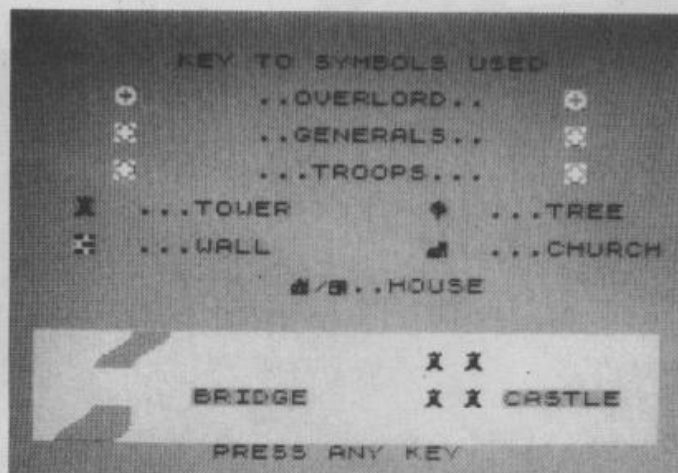 KEY TO SYMBOLS USED
..OVERLORD..
..GENERALS..
...TROOPS...
...TOWER ...TREE
...WALL ...CHURCH
/ ..HOUSE
BRIDGE CASTLE
PRESS ANY KEY